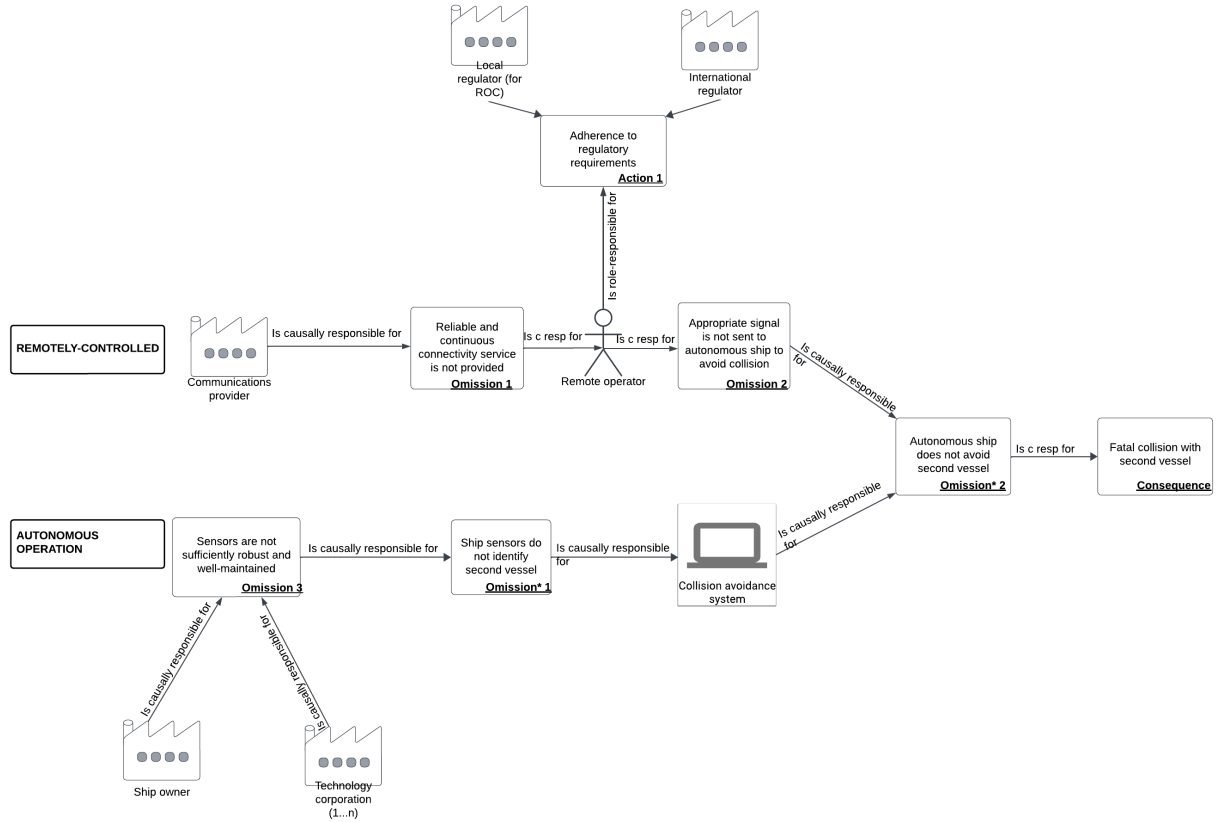 Local
regulator (for
ROC)
International
regulator
Adherence to
regulatory
requirements
Action 1
Is role-responsible for
REMOTELY-CONTROLLED
Communications
provider
Is causally responsible for
Reliable and
continuous
connectivity service
is not provided
Omission 1
Is c resp for
Remote operator
Is c resp for
Appropriate signal
is not sent to
autonomous ship to
avoid collision
Omission 2
Is causally responsible
for
Autonomous ship
does not avoid
second vessel
Omission* 2
Is c resp for
Fatal collision with
second vessel
Consequence
AUTONOMOUS
OPERATION
Sensors are not
sufficiently robust and
well-maintained
Omission 3
Is causally responsible for
Ship sensors do
not identify
second vessel
Omission* 1
Is causally responsible
for
Collision avoidance
system
Is causally responsible
for
Is causally responsible for
Is causally responsible for
Ship owner
Technology
corporation
(1...n)